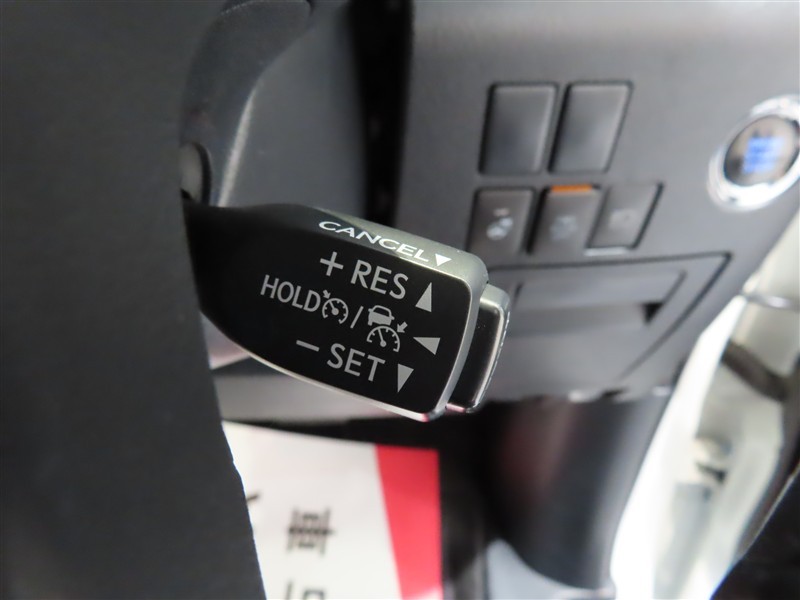 CANCEL▼
+ RES ▲
HOLD /
− SET ▼